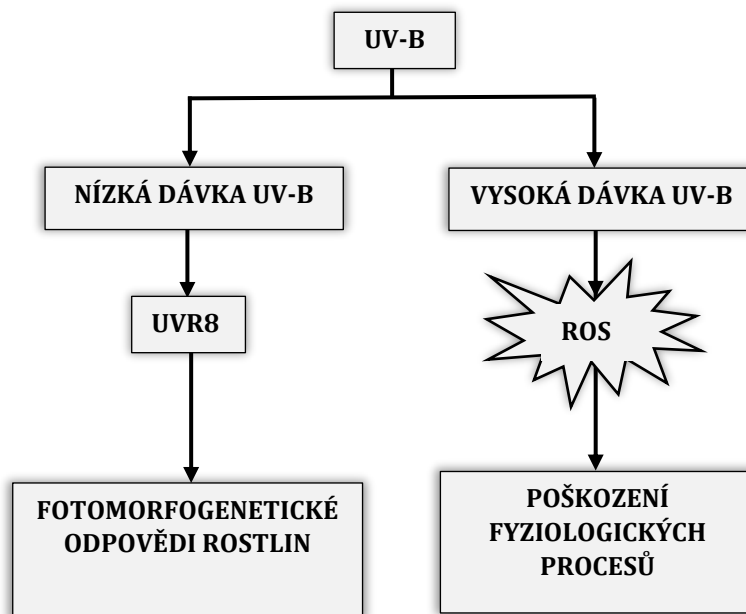 UV-B
NÍZKÁ DÁVKA UV-B
VYSOKÁ DÁVKA UV-B
UVR8
ROS
FOTOMORFOGENETICKÉ
ODPOVĚDI ROSTLIN
POŠKOZENÍ
FYZIOLOGICKÝCH
PROCESŮ